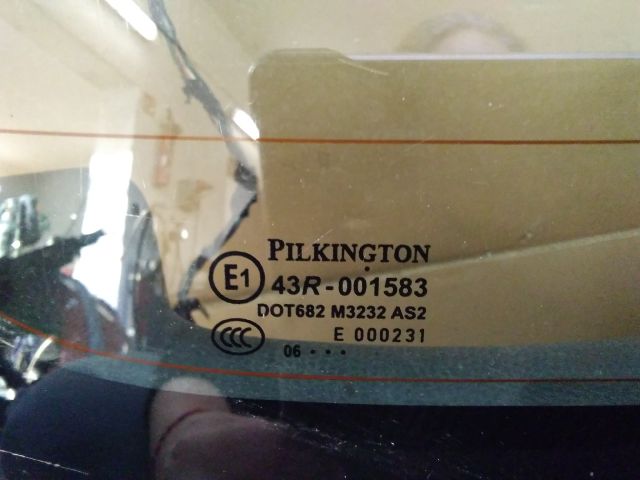 PILKINGTON
E1 43R-001583
DOT682 M3232 AS2
CCC E 000231
06 • • •